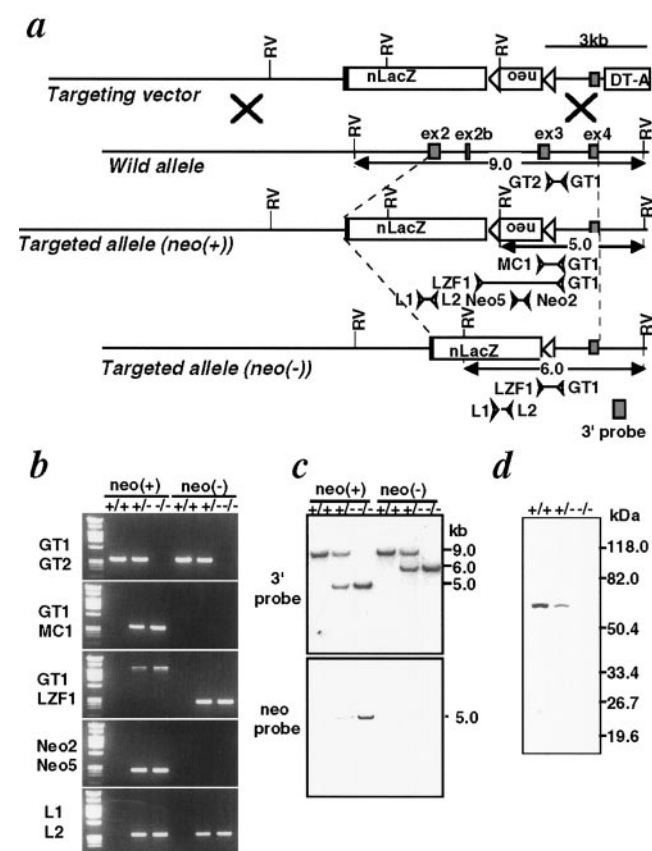 a
RV RV RV 3kb
nLacZ neo DT-A
Targeting vector
RV ex2 ex2b ex3 ex4 RV
Wild allele 9.0
GT2 GT1
RV RV RV RV
nLacZ neo
Targeted allele (neo(+)) 5.0
MC1 GT1
LZF1 GT1
L1 L2 Neo5 Neo2
RV RV RV
nLacZ
Targeted allele (neo(-)) 6.0
LZF1 GT1
L1 L2
3' probe
b
neo(+) neo(-)
+/+ +/- -/- +/+ +/- -/-
GT1
GT2
GT1
MC1
GT1
LZF1
Neo2
Neo5
L1
L2
c
neo(+) neo(-)
+/+ +/- -/- +/+ +/- -/-
kb
9.0
6.0
5.0
3'
probe
neo
probe
5.0
d
+/+ +/- -/-
kDa
118.0
82.0
50.4
33.4
26.7
19.6